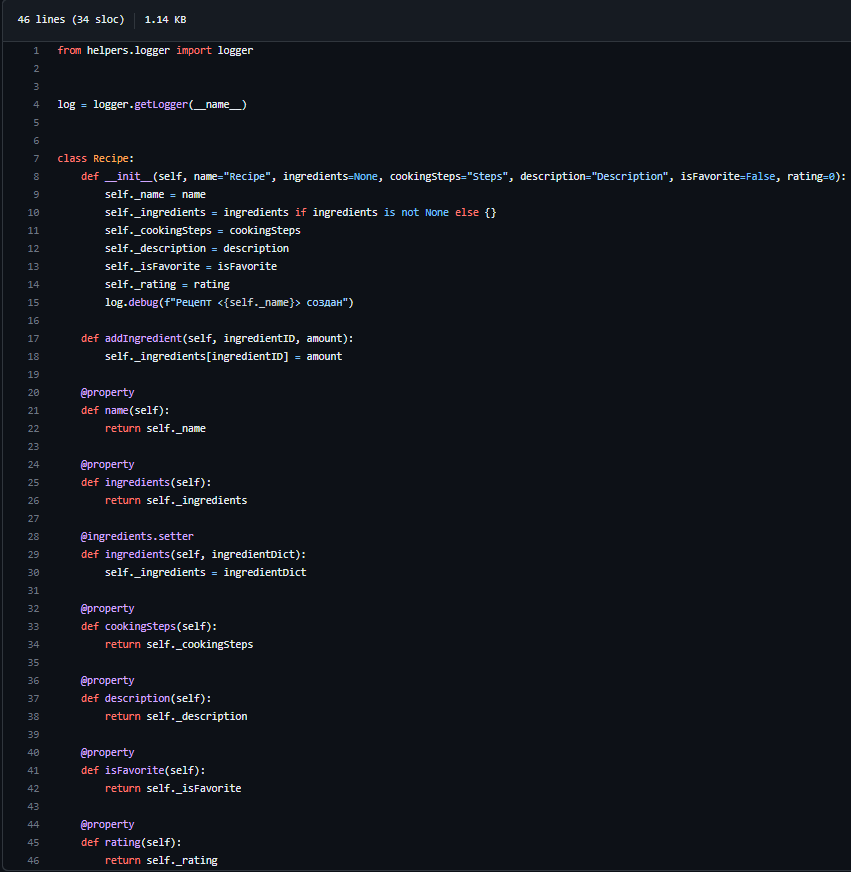 46 lines (34 sloc) 1.14 KB
1 from helpers.logger import logger
2
3
4 log = logger.getLogger(__name__)
5
6
7 class Recipe:
8     def __init__(self, name="Recipe", ingredients=None, cookingSteps="Steps", description="Description", isFavorite=False, rating=0):
9         self._name = name
10         self._ingredients = ingredients if ingredients is not None else {}
11         self._cookingSteps = cookingSteps
12         self._description = description
13         self._isFavorite = isFavorite
14         self._rating = rating
15         log.debug(f"Рецепт <{self._name}> создан")
16
17     def addIngredient(self, ingredientID, amount):
18         self._ingredients[ingredientID] = amount
19
20     @property
21     def name(self):
22         return self._name
23
24     @property
25     def ingredients(self):
26         return self._ingredients
27
28     @ingredients.setter
29     def ingredients(self, ingredientDict):
30         self._ingredients = ingredientDict
31
32     @property
33     def cookingSteps(self):
34         return self._cookingSteps
35
36     @property
37     def description(self):
38         return self._description
39
40     @property
41     def isFavorite(self):
42         return self._isFavorite
43
44     @property
45     def rating(self):
46         return self._rating